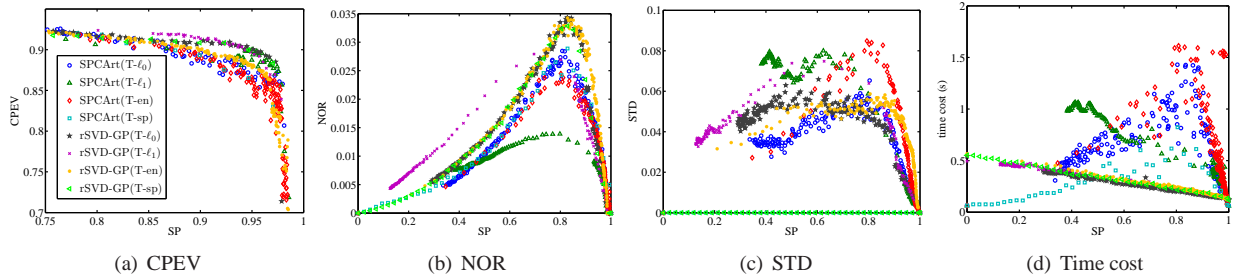 CPEV
0.9
0.85
0.8
0.75
0.7
SPCArt(T-ℓ0)
SPCArt(T-ℓ1)
SPCArt(T-en)
SPCArt(T-sp)
rSVD-GP(T-ℓ0)
rSVD-GP(T-ℓ1)
rSVD-GP(T-en)
rSVD-GP(T-sp)
0.75 0.8 0.85 0.9 0.95 1
SP
(a) CPEV
NOR
0.035
0.03
0.025
0.02
0.015
0.01
0.005
0
0 0.2 0.4 0.6 0.8 1
SP
(b) NOR
STD
0.1
0.08
0.06
0.04
0.02
0
0 0.2 0.4 0.6 0.8 1
SP
(c) STD
time cost (s)
2
1.5
1
0.5
0
0 0.2 0.4 0.6 0.8 1
SP
(d) Time cost